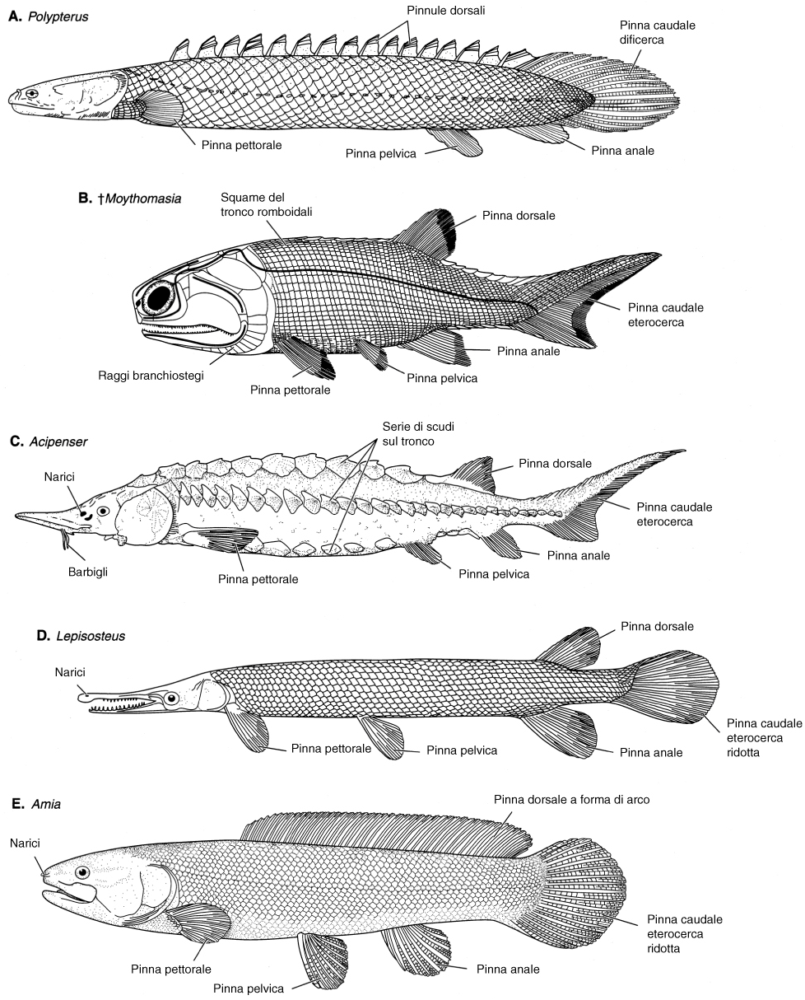 A. Polypterus
Pinnule dorsali
Pinna caudale
dificerca
Pinna pettorale
Pinna pelvica
Pinna anale
B. †Moythomasia
Squame del
tronco romboidali
Pinna dorsale
Pinna caudale
eterocerca
Pinna anale
Raggi branchiostegi
Pinna pettorale
Pinna pelvica
C. Acipenser
Serie di scudi
sul tronco
Narici
Pinna dorsale
Pinna caudale
eterocerca
Barbigli
Pinna pettorale
Pinna pelvica
Pinna anale
D. Lepisosteus
Pinna dorsale
Narici
Pinna caudale
eterocerca
ridotta
Pinna pettorale
Pinna pelvica
Pinna anale
E. Amia
Pinna dorsale a forma di arco
Narici
Pinna caudale
eterocerca
ridotta
Pinna pettorale
Pinna pelvica
Pinna anale